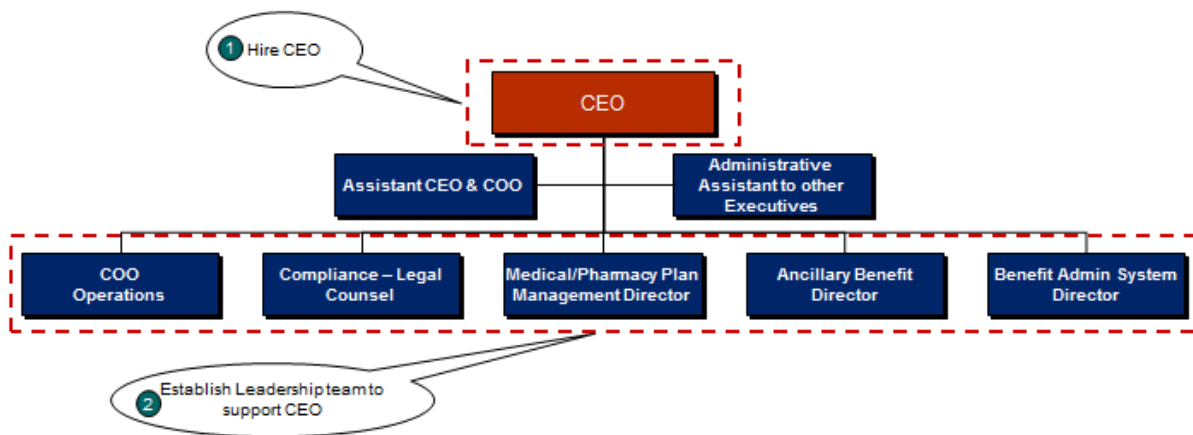 1 Hire CEO
CEO
Assistant CEO & COO
Administrative
Assistant to other
Executives
COO
Operations
Compliance – Legal
Counsel
Medical/Pharmacy Plan
Management Director
Ancillary Benefit
Director
Benefit Admin System
Director
2 Establish Leadership team to
support CEO